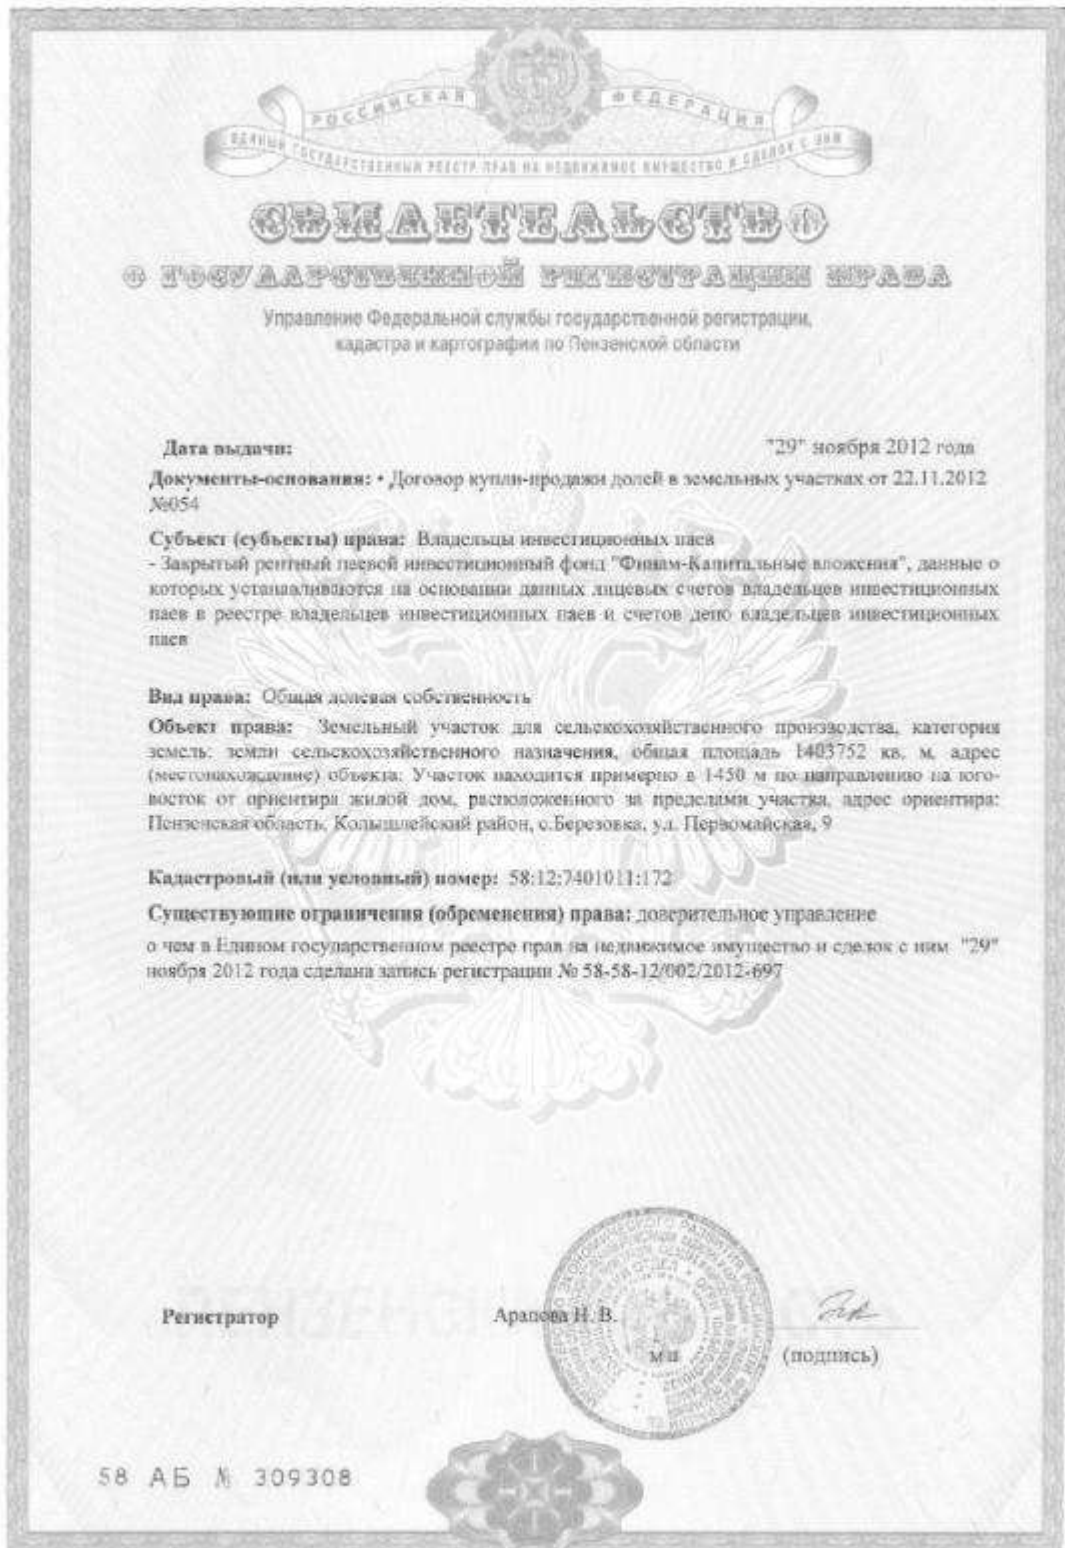 РОССИЙСКАЯ ФЕДЕРАЦИЯ
ЕДИНЫЙ ГОСУДАРСТВЕННЫЙ РЕЕСТР ПРАВ НА НЕДВИЖИМОЕ ИМУЩЕСТВО И СДЕЛОК С НИМ
СВИДЕТЕЛЬСТВО
О ГОСУДАРСТВЕННОЙ РЕГИСТРАЦИИ ПРАВА
Управление Федеральной службы государственной регистрации,
кадастра и картографии по Пензенской области
Дата выдачи: "29" ноября 2012 года
Документы-основания: • Договор купли-продажи долей в земельных участках от 22.11.2012
№054
Субъект (субъекты) права: Владельцы инвестиционных паев
- Закрытый рентный паевой инвестиционный фонд "Финам-Капитальные вложения", данные о
которых устанавливаются на основании данных лицевых счетов владельцев инвестиционных
паев в реестре владельцев инвестиционных паев и счетов депо владельцев инвестиционных
паев
Вид права: Общая долевая собственность
Объект права: Земельный участок для сельскохозяйственного производства, категория
земель: земли сельскохозяйственного назначения, общая площадь 1403752 кв. м, адрес
(местонахождение) объекта: Участок находится примерно в 1450 м по направлению на юго-
восток от ориентира жилой дом, расположенного за пределами участка, адрес ориентира:
Пензенская область, Колышлейский район, с.Березовка, ул. Первомайская, 9
Кадастровый (или условный) номер: 58:12:7401011:172
Существующие ограничения (обременения) права: доверительное управление
о чем в Едином государственном реестре прав на недвижимое имущество и сделок с ним "29"
ноября 2012 года сделана запись регистрации № 58-58-12/002/2012-697
Регистратор Арапова Н. В.
м п (подпись)
58 АБ № 309308